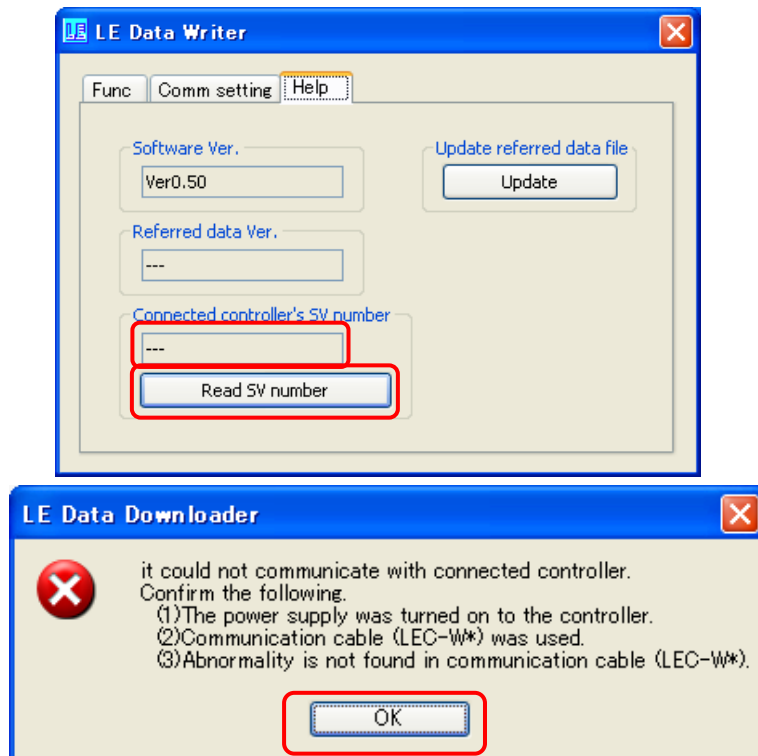 LE Data Writer
Func Comm setting Help
Software Ver.
Ver0.50
Update referred data file
Update
Referred data Ver.
---
Connected controller's SV number
---
Read SV number
LE Data Downloader
it could not communicate with connected controller.
Confirm the following.
(1)The power supply was turned on to the controller.
(2)Communication cable (LEC-W*) was used.
(3)Abnormality is not found in communication cable (LEC-W*).
OK